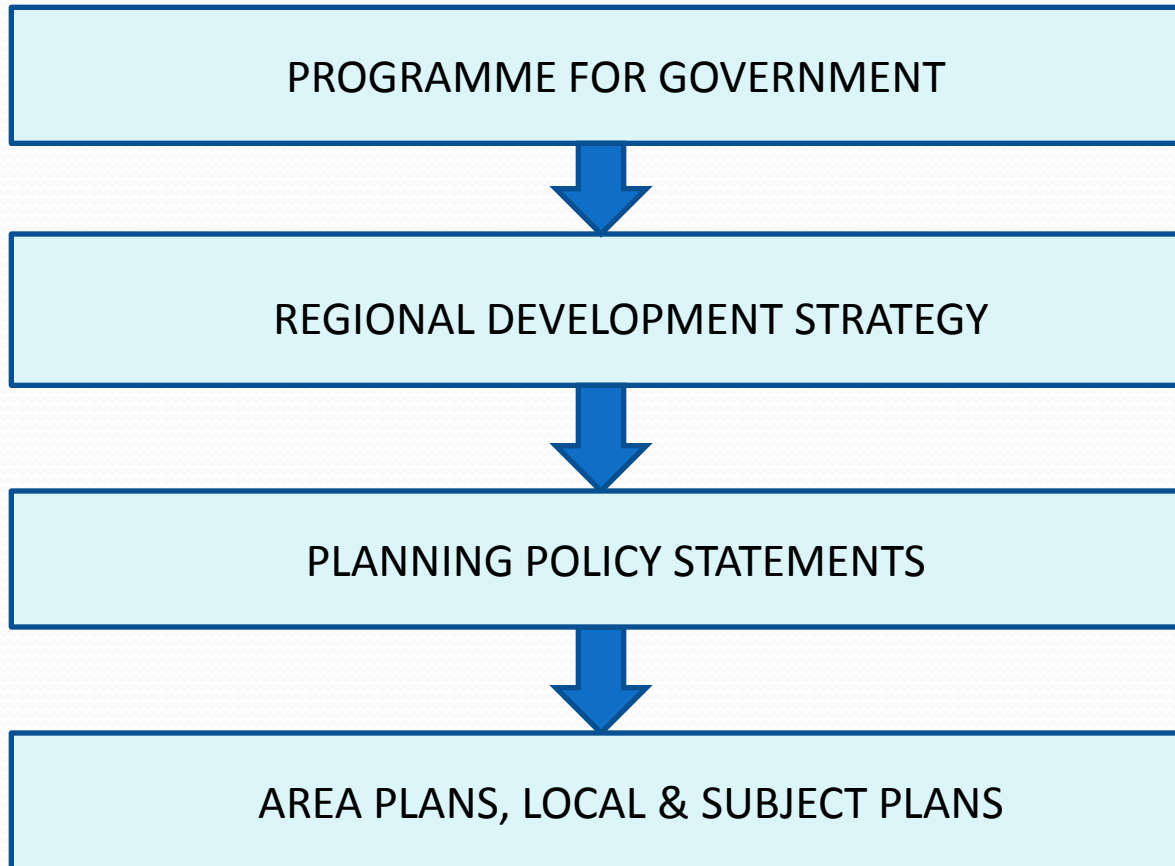 PROGRAMME FOR GOVERNMENT
REGIONAL DEVELOPMENT STRATEGY
PLANNING POLICY STATEMENTS
AREA PLANS, LOCAL & SUBJECT PLANS